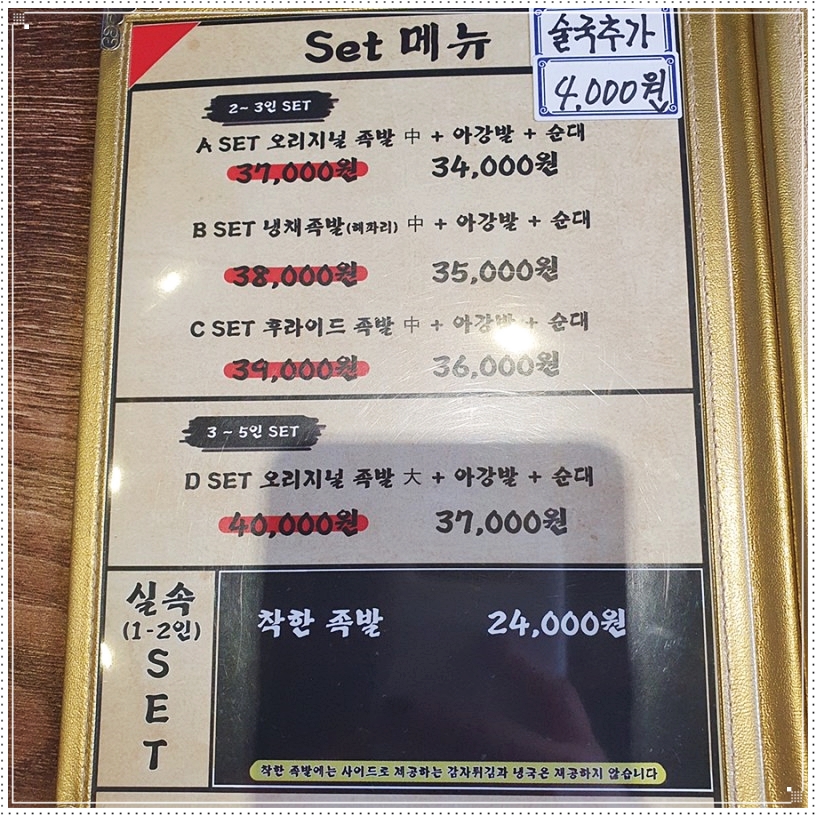 Set 메뉴
술국추가
4,000원
2~3인 SET
A SET 오리지널 족발 中 + 아강발 + 순대
37,000원 34,000원
B SET 냉채족발(해파리) 中 + 아강발 + 순대
38,000원 35,000원
C SET 후라이드 족발 中 + 아강발 + 순대
39,000원 36,000원
3~5인 SET
D SET 오리지널 족발 大 + 아강발 + 순대
40,000원 37,000원
실속
(1-2인)
S
E
T
착한 족발 24,000원
착한 족발에는 사이드로 제공하는 감자튀김과 냉국은 제공하지 않습니다